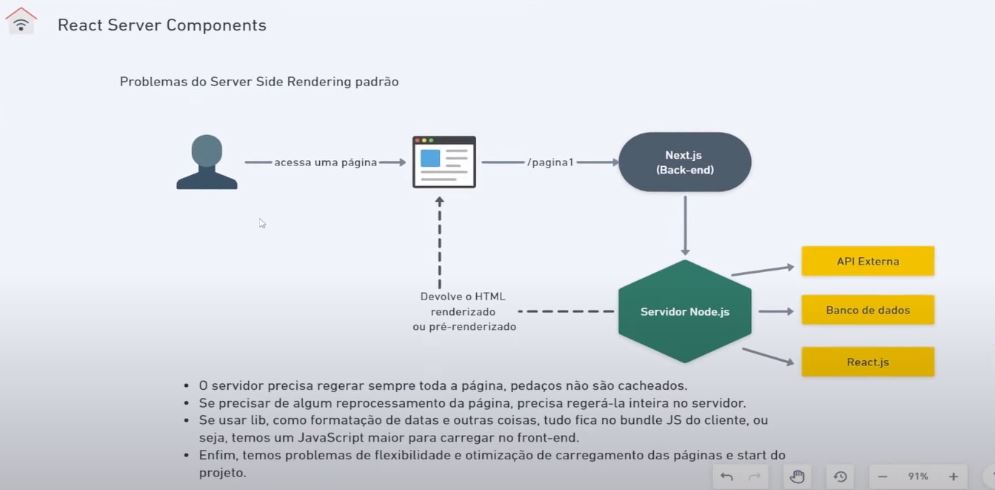 React Server Components
Problemas do Server Side Rendering padrão
acessa uma página
/pagina1
Next.js
(Back-end)
API Externa
Devolve o HTML
renderizado
ou pré-renderizado
Servidor Node.js
Banco de dados
React.js
• O servidor precisa regerar sempre toda a página, pedaços não são cacheados.
• Se precisar de algum reprocessamento da página, precisa regerá-la inteira no servidor.
• Se usar lib, como formatação de datas e outras coisas, tudo fica no bundle JS do cliente, ou
seja, temos um JavaScript maior para carregar no front-end.
• Enfim, temos problemas de flexibilidade e otimização de carregamento das páginas e start do
projeto.
91%